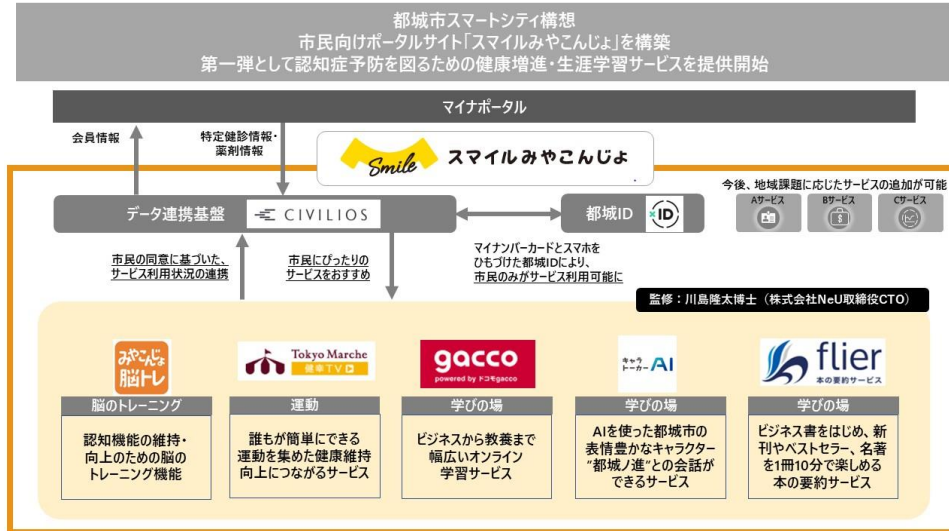 都城市スマートシティ構想
市民向けポータルサイト「スマイルみやこんじょ」を構築
第一弾として認知症予防を図るための健康増進・生涯学習サービスを提供開始
マイナポータル
会員情報
特定健診情報・
薬剤情報
Smile
スマイルみやこんじょ
今後、地域課題に応じたサービスの追加が可能
Aサービス
Bサービス
Cサービス
データ連携基盤
CIVILIOS
都城ID
xID
市民の同意に基づいた、
サービス利用状況の連携
市民にぴったりの
サービスをおすすめ
マイナンバーカードとスマホを
ひもづけた都城IDにより、
市民のみがサービス利用可能に
監修：川島隆太博士（株式会社NeU取締役CTO）
みやこんじょ
脳トレ
脳のトレーニング
認知機能の維持・
向上のための脳の
トレーニング機能
Tokyo Marche
健幸TV
運動
誰もが簡単にできる
運動を集めた健康維持
向上につながるサービス
gacco
powered by ドコモgacco
学びの場
ビジネスから教養まで
幅広いオンライン
学習サービス
キャラ
トーカー AI
学びの場
AIを使った都城市の
表情豊かなキャラクター
“都城ノ進”との会話が
できるサービス
flier
本の要約サービス
学びの場
ビジネス書をはじめ、新
刊やベストセラー、名著
を1冊10分で楽しめる
本の要約サービス